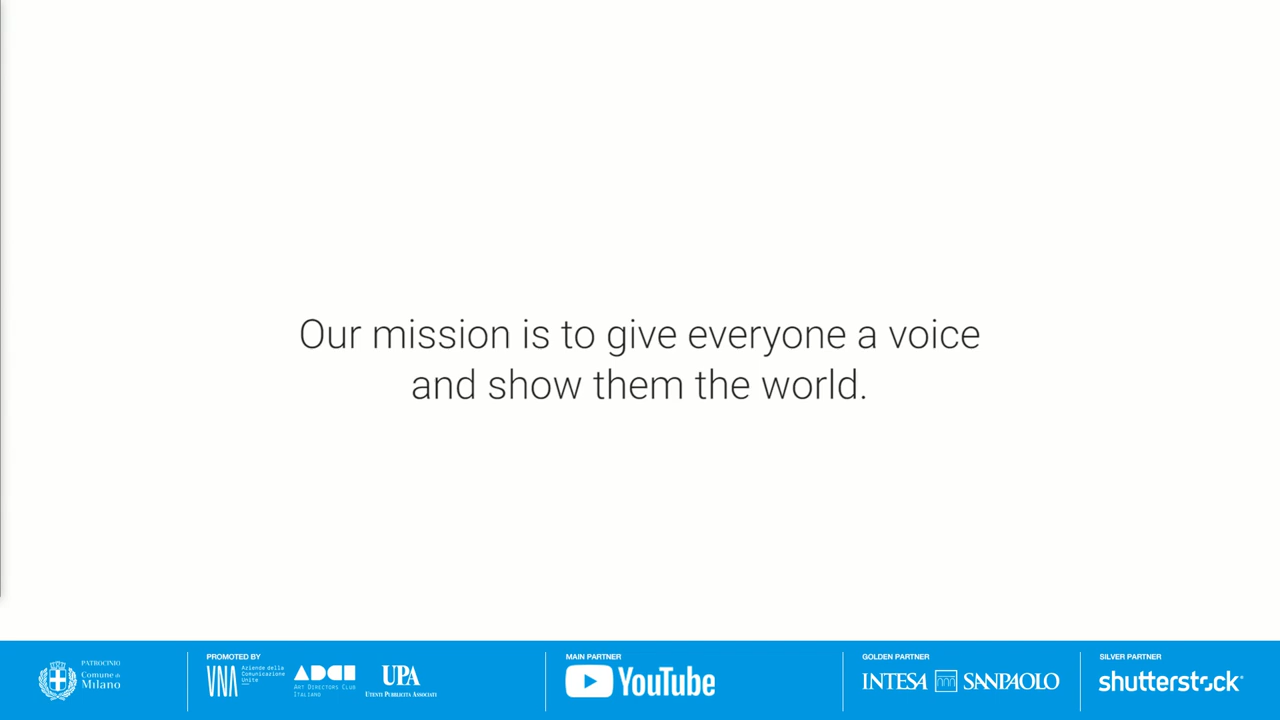 Our mission is to give everyone a voice
and show them the world.
PATROCINIO
Comune di
Milano
PROMOTED BY
VNA
Aziende della
Comunicazione
Unite
ADCI
Art Directors Club
Italiano
UPA
Utenti Pubblicità Associati
MAIN PARTNER
YouTube
GOLDEN PARTNER
INTESA SANPAOLO
SILVER PARTNER
shutterstock